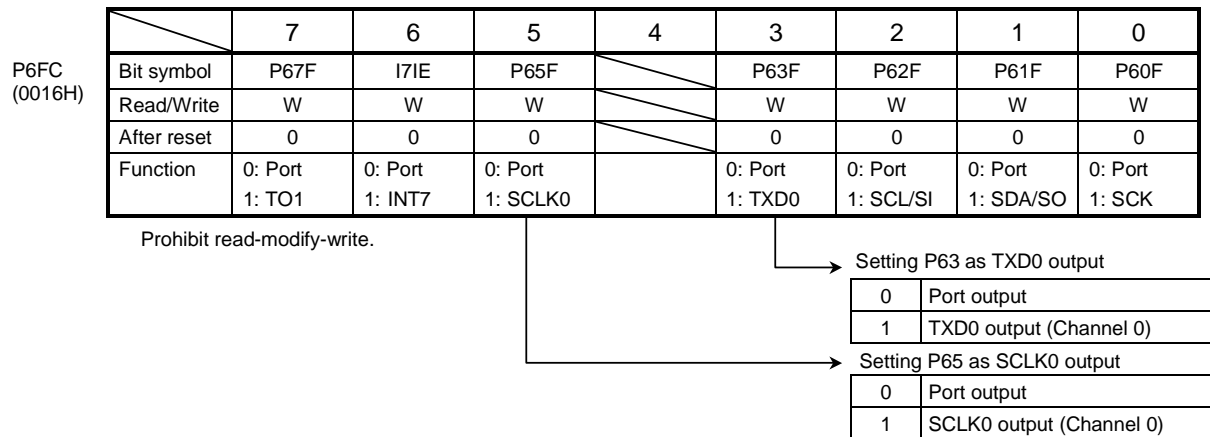 7 6 5 4 3 2 1 0
P6FC
(0016H)
Bit symbol P67F I7IE P65F P63F P62F P61F P60F
Read/Write W W W W W W W
After reset 0 0 0 0 0 0 0
Function 0: Port 0: Port 0: Port 0: Port 0: Port 0: Port 0: Port
1: TO1 1: INT7 1: SCLK0 1: TXD0 1: SCL/SI 1: SDA/SO 1: SCK
Prohibit read-modify-write.
Setting P63 as TXD0 output
0 Port output
1 TXD0 output (Channel 0)
Setting P65 as SCLK0 output
0 Port output
1 SCLK0 output (Channel 0)